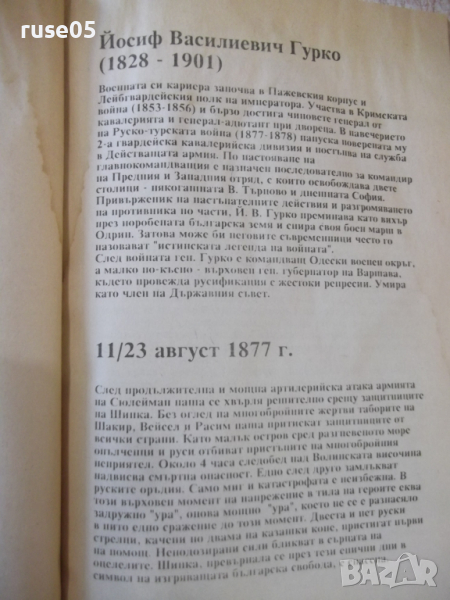 ruse05
Йосиф Василиевич Гурко
(1828 - 1901)
Военната си кариера започва в Пажевския корпус и
Лейбгвардейския полк на императора. Участва в Кримската
война (1853-1856) и бързо достига чиновете генерал от
кавалерията и генерал-адютант при двореца. В навечерието
на Руско-турската война (1877-1878) напуска поверената му
2-а гвардейска кавалерийска дивизия и постъпва на служба
в Действащата армия. По настояване на
главнокомандващия е назначен последователно за командир
на Предния и Западния отряд, с които освобождава двете
столици - някогашната В. Търново и днешната София.
Привърженик на настъпателните действия и разгромяването
на противника по части, Й. В. Гурко преминава като вихър
през поробената българска земя и спира своя боен марш в
Одрин. Затова може би неговите съвременници често го
назовават "истинската легенда на войната".
След войната ген. Гурко е командващ Одески военен окръг,
а малко по-късно - върховен ген. губернатор на Варшава,
където провежда русификация с жестоки репресии. Умира
като член на Държавния съвет.
11/23 август 1877 г.
След продължителна и мощна артилерийска атака армията
на Сюлейман паша се хвърля решително срещу защитниците
на Шипка. Без оглед на многобройните жертви таборите на
Шакир, Вейсел и Расим паша притискат защитниците от
всички страни. Като малък остров сред разгневеното море
опълченци и руси отбиват пристъпите на многобройния
неприятел. Около 4 часа следобед над Волинската височина
надвисва смъртна опасност. Едно след друго замлъкват
руските оръдия. Само миг и катастрофата е неизбежна. В
този върховен момент на напрежение в тила на героите еква
задружно "ура", онова мощно "ура", което не се е разнасяло
в нито едно сражение до този момент. Двеста и пет руски
стрелци, качени по двама на казашки коне, пристигат първи
на помощ. Неподозирани сили бликват в сърцата на
оцелелите. Шипка, превърнала се през тези епични дни в
символ на изгряващата българска свобода,
BAZAR
.bg